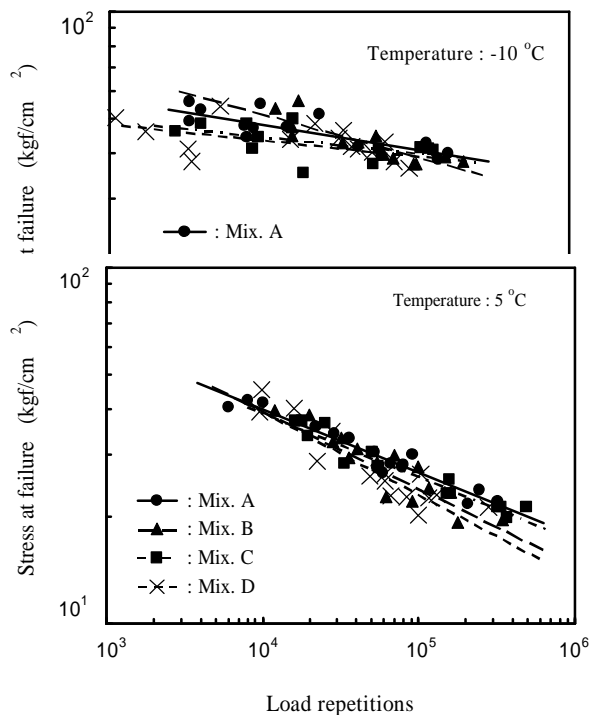 10^2
Temperature : -10 °C
t failure (kgf/cm^2)
: Mix. A
10^2
Temperature : 5 °C
Stress at failure (kgf/cm^2)
: Mix. A
: Mix. B
: Mix. C
: Mix. D
10^1
10^3 10^4 10^5 10^6
Load repetitions